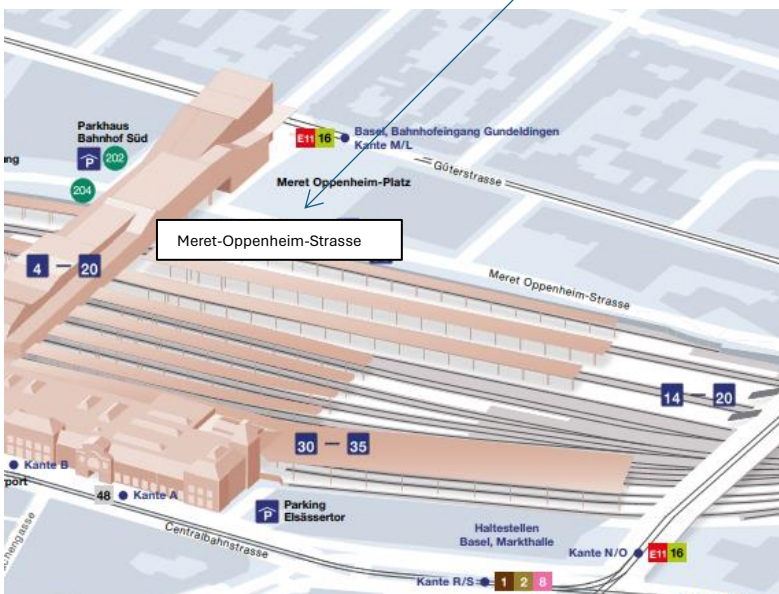 Parkhaus
Bahnhof Süd
P 202
204
ung
E11 16 Basel, Bahnhofeingang Gundeldingen
Kante M/L
Güterstrasse
Meret Oppenheim-Platz
Meret-Oppenheim-Strasse
4 — 20
Meret Oppenheim-Strasse
14 — 20
30 — 35
Kante B
rport
48 Kante A
P Parking
Elsässertor
Centralbahnstrasse
chengasse
Haltestellen
Basel, Markthalle
Kante N/O E11 16
Kante R/S 1 2 8